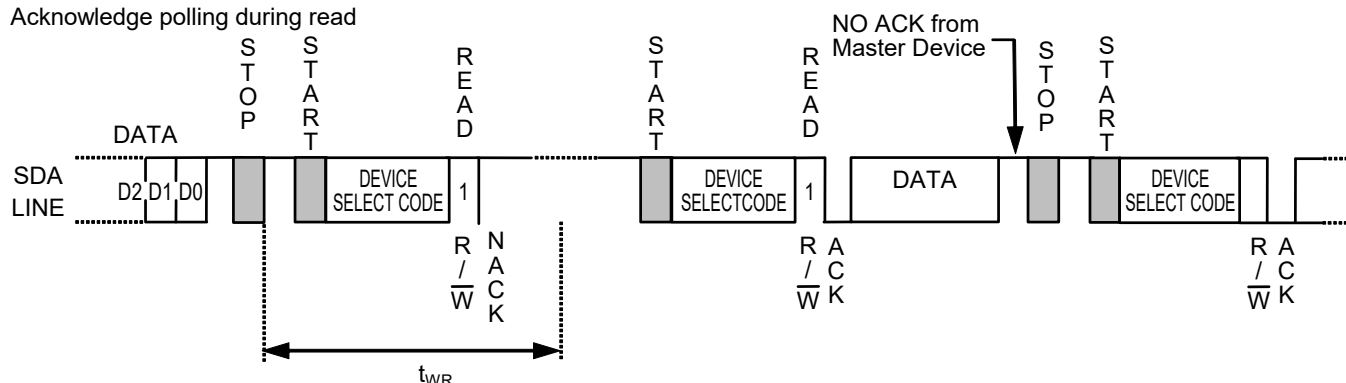 Acknowledge polling during read
NO ACK from
Master Device
STOP
START
READ
START
READ
STOP
START
DATA
SDA
LINE
D2 D1 D0
DEVICE
SELECT CODE
1
DEVICE
SELECTCODE
1
DATA
DEVICE
SELECT CODE
R/W
NACK
R/W
ACK
R/W
ACK
tWR